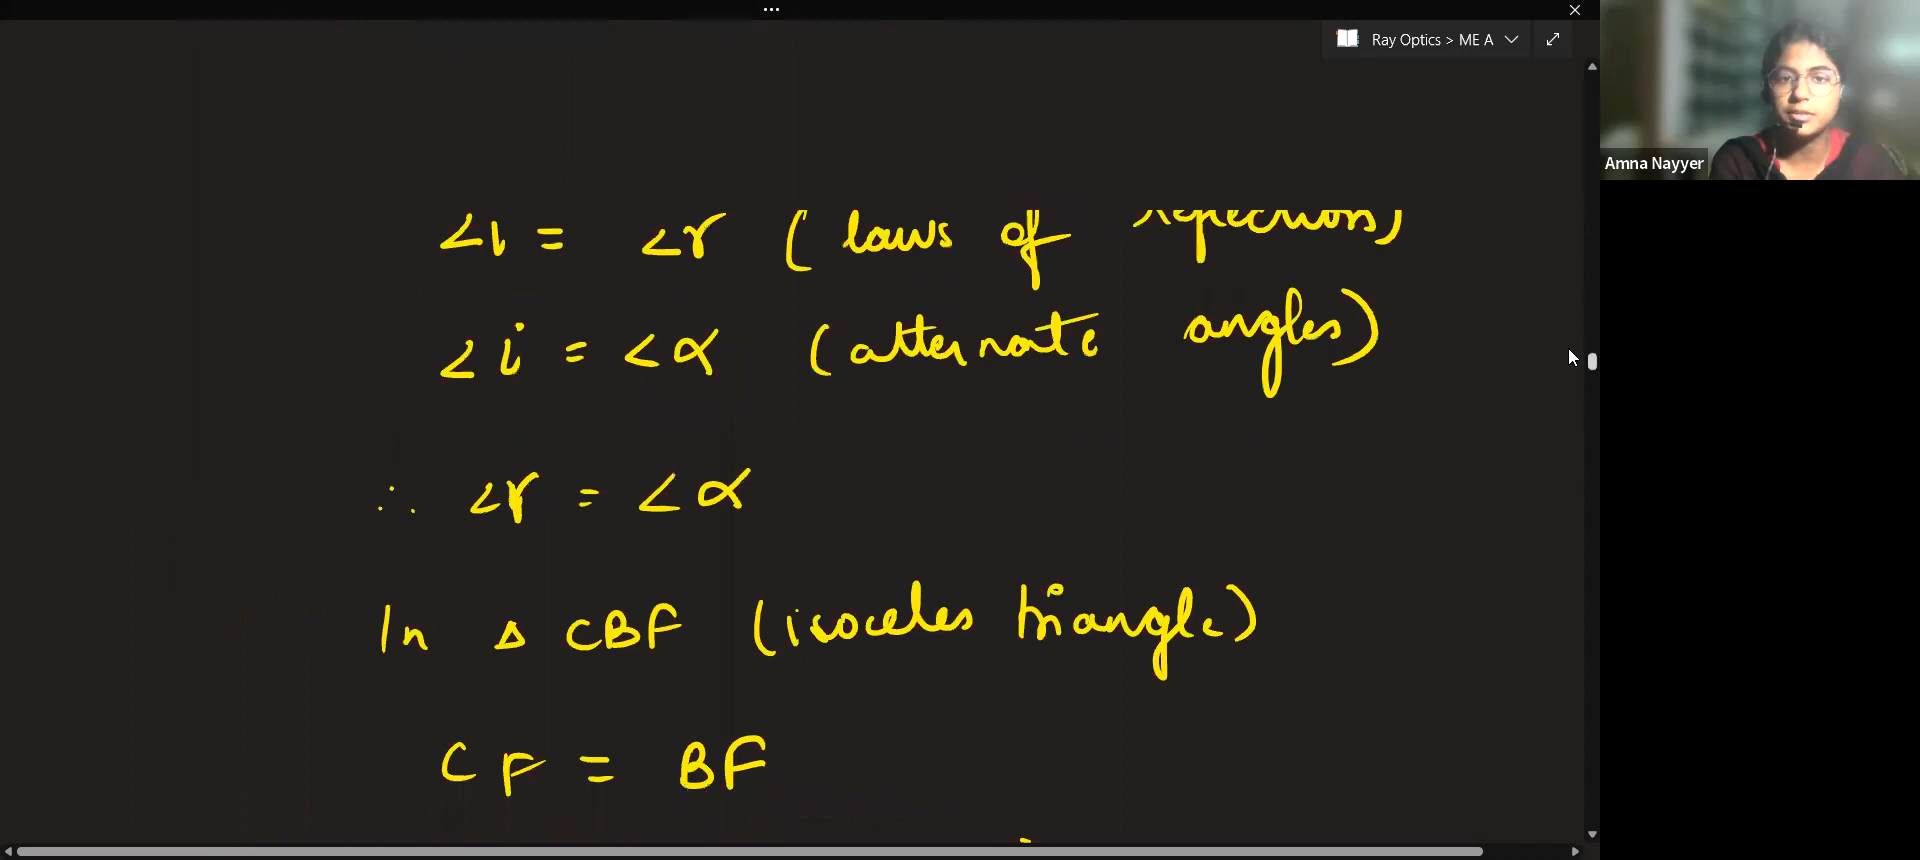 Ray Optics > ME A
Amna Nayyer
∠i = ∠r (laws of reflection)
∠i = ∠α (alternate angles)
∴ ∠r = ∠α
In Δ CBF (isoceles triangle)
CF = BF